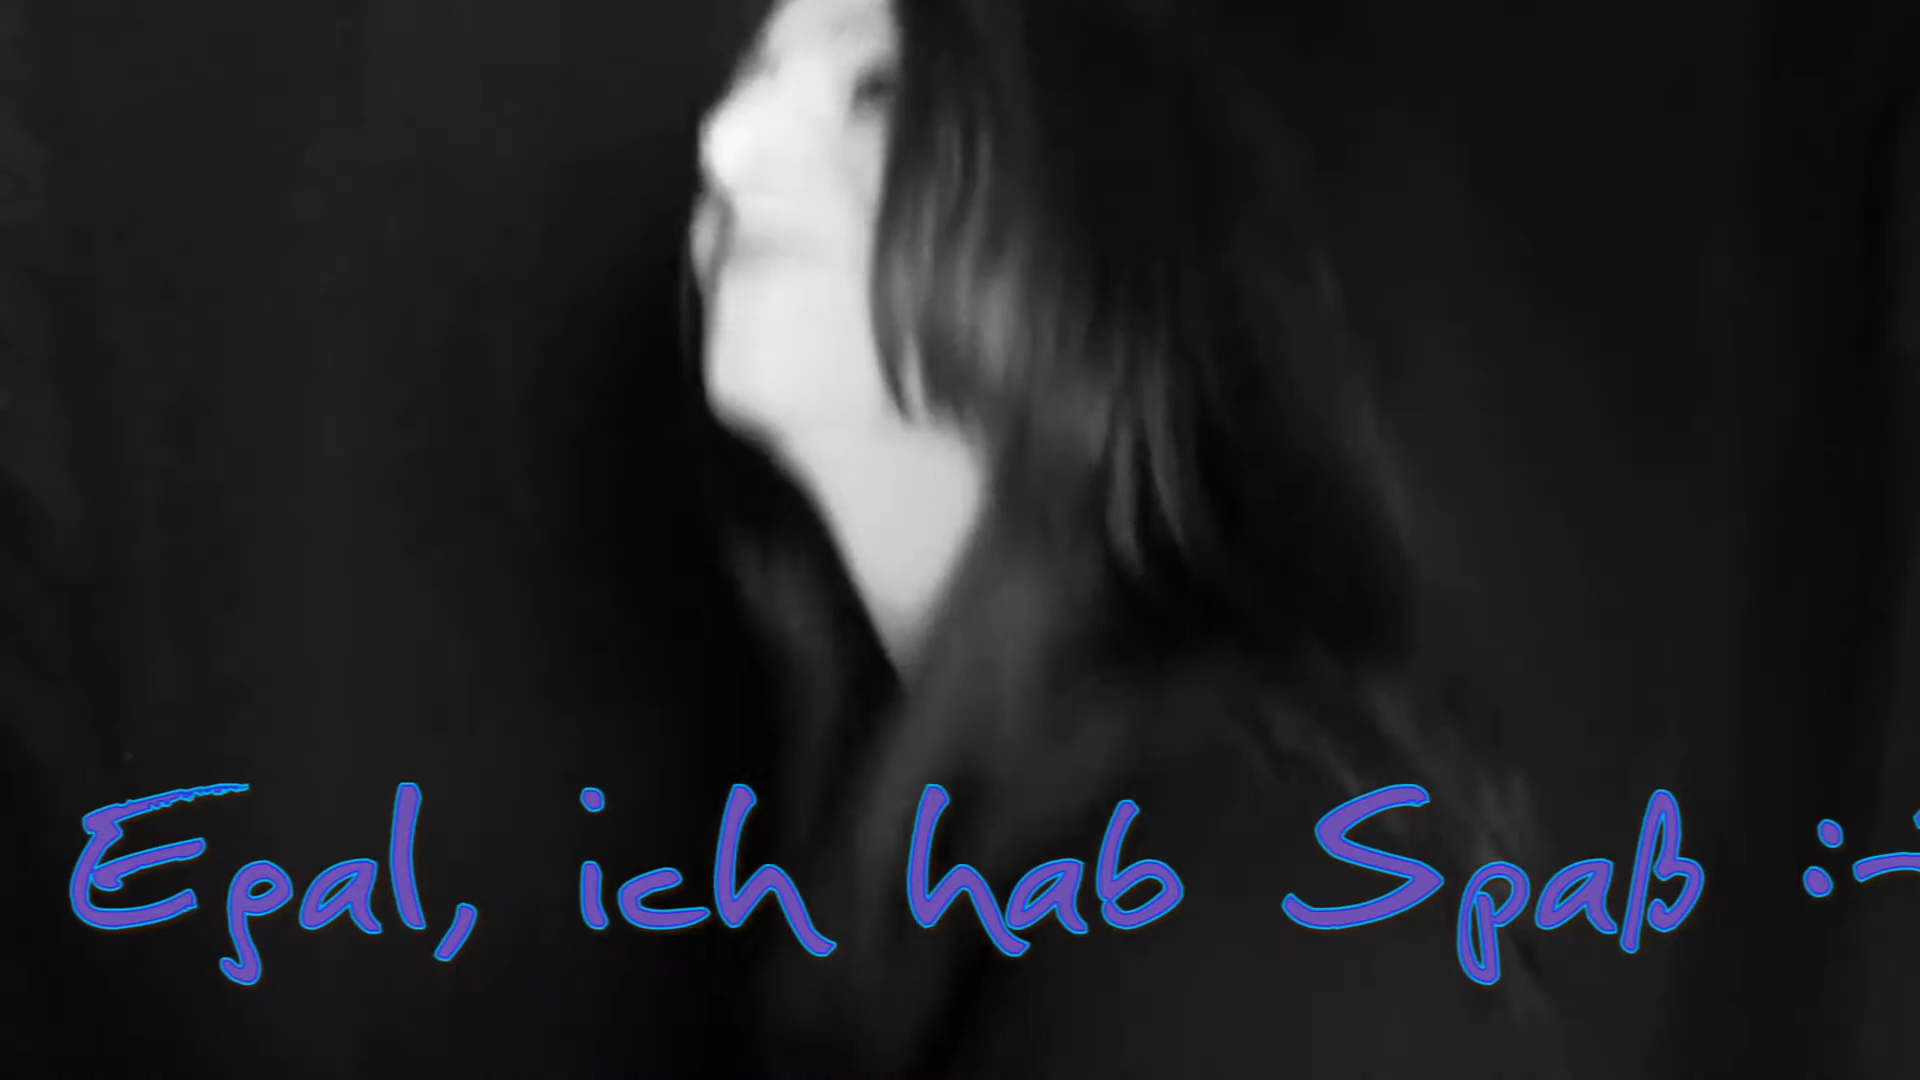 Egal, ich hab Spaß :-